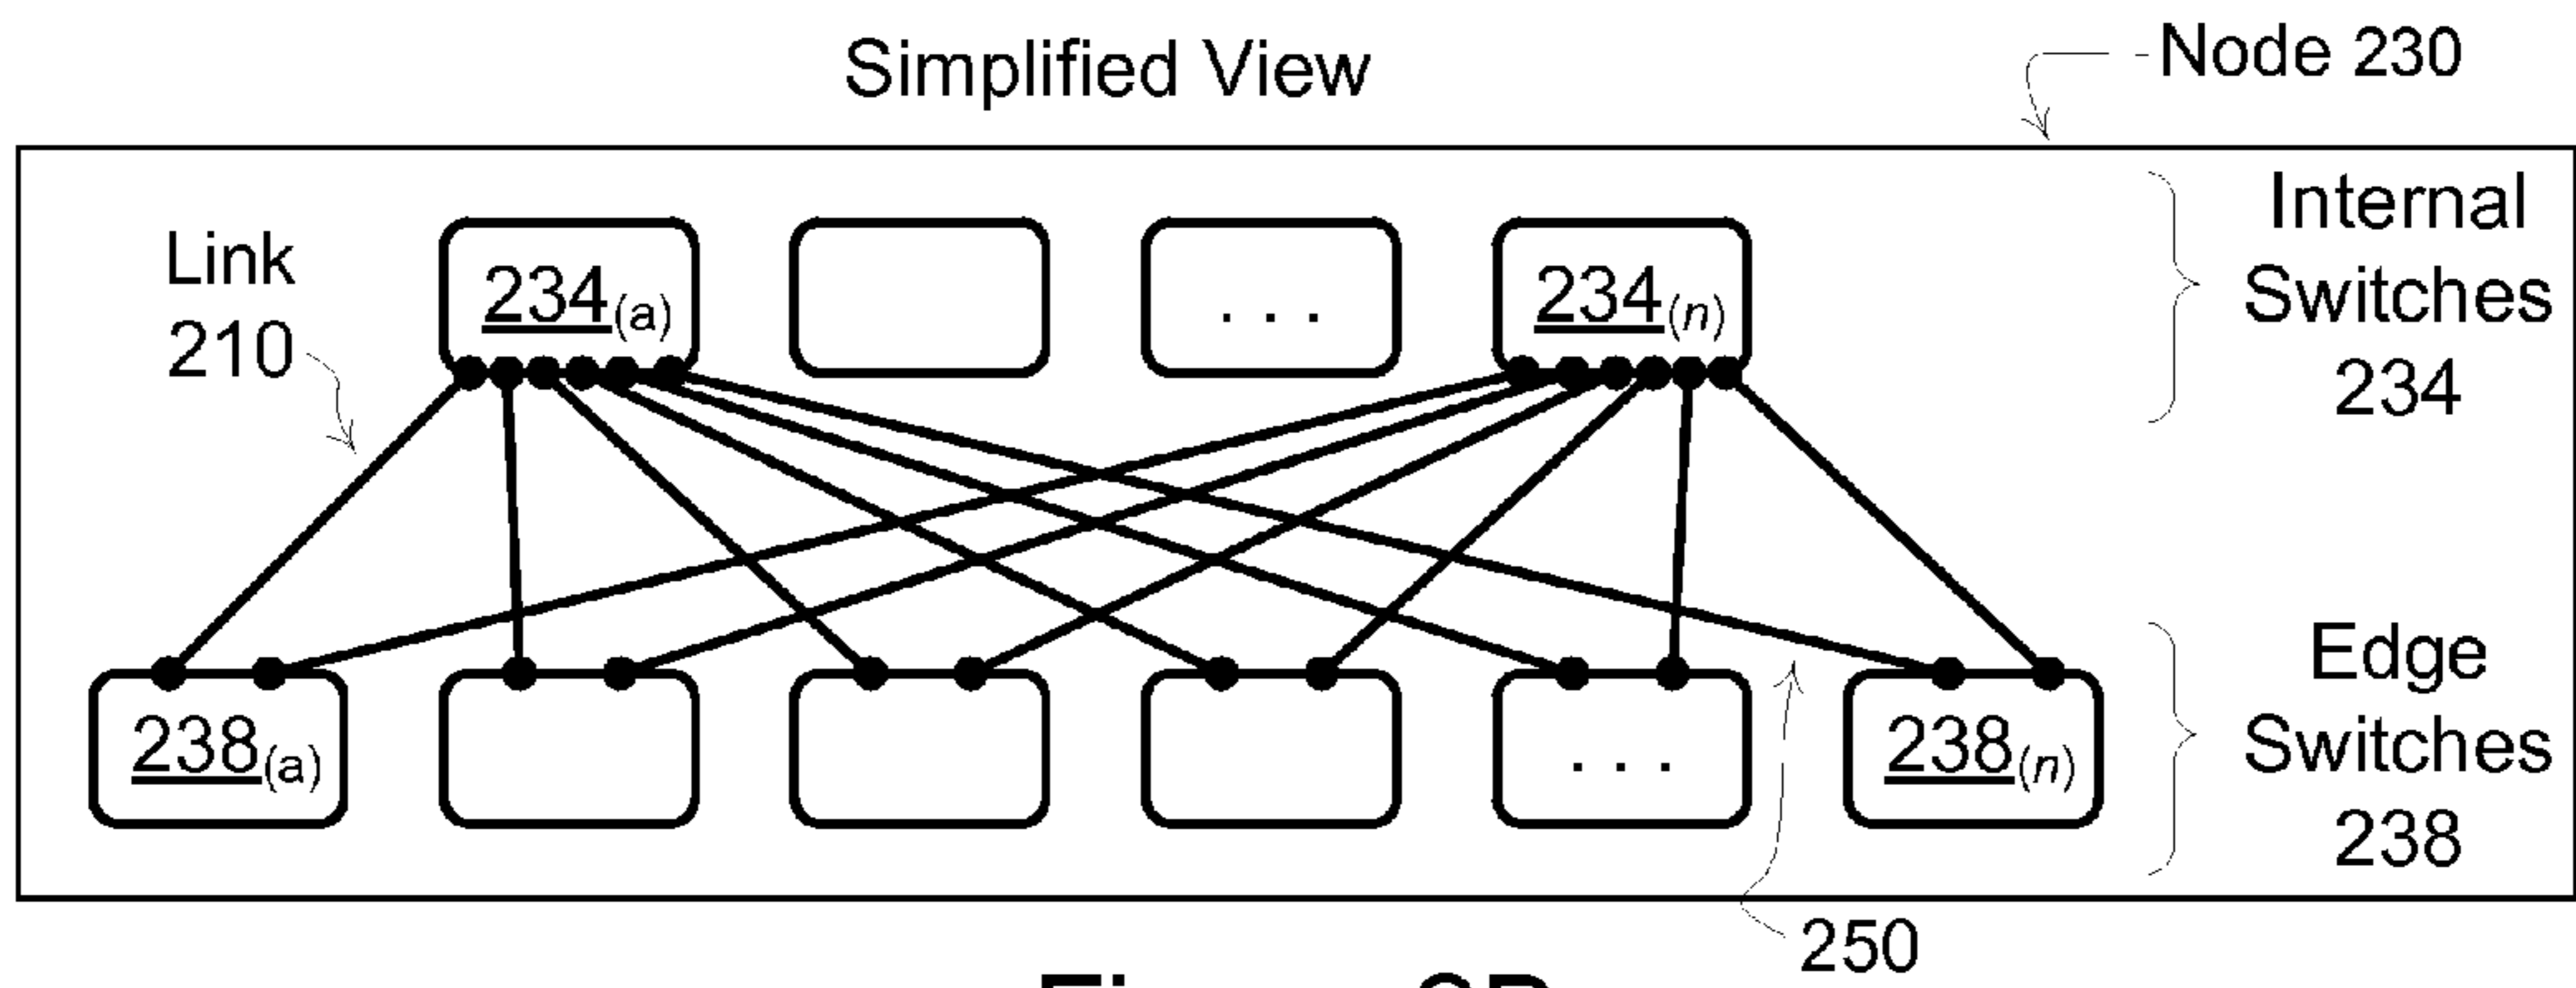 Simplified View
Node 230
Link
210
234(a)
. . .
234(n)
Internal
Switches
234
238(a)
. . .
238(n)
Edge
Switches
238
250